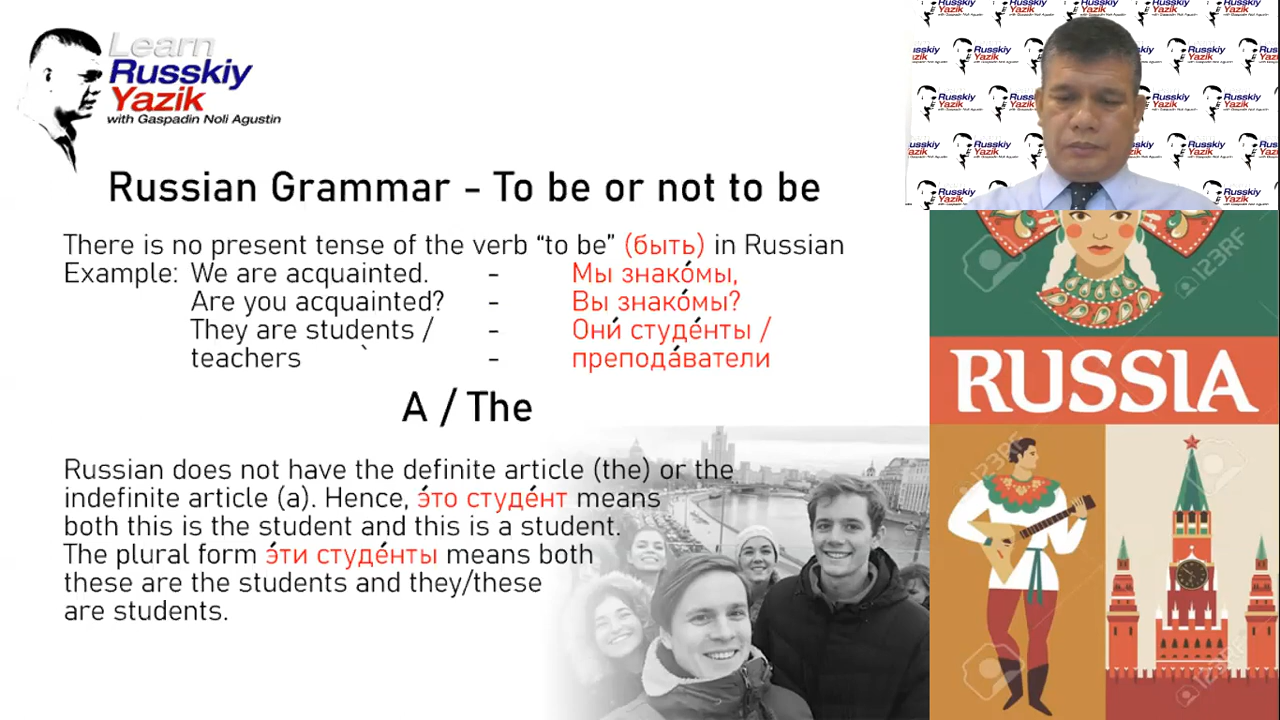 Learn
Russkiy
Yazik
with Gaspadin Noli Agustin
Russian Grammar - To be or not to be
There is no present tense of the verb “to be” (быть) in Russian
Example: We are acquainted. - Мы знако́мы,
Are you acquainted? - Вы знако́мы?
They are students / - Они́ студе́нты /
teachers ` - препода́ватели
A / The
Russian does not have the definite article (the) or the
indefinite article (a). Hence, э́то студе́нт means
both this is the student and this is a student.
The plural form э́ти студе́нты means both
these are the students and they/these
are students.
RUSSIA